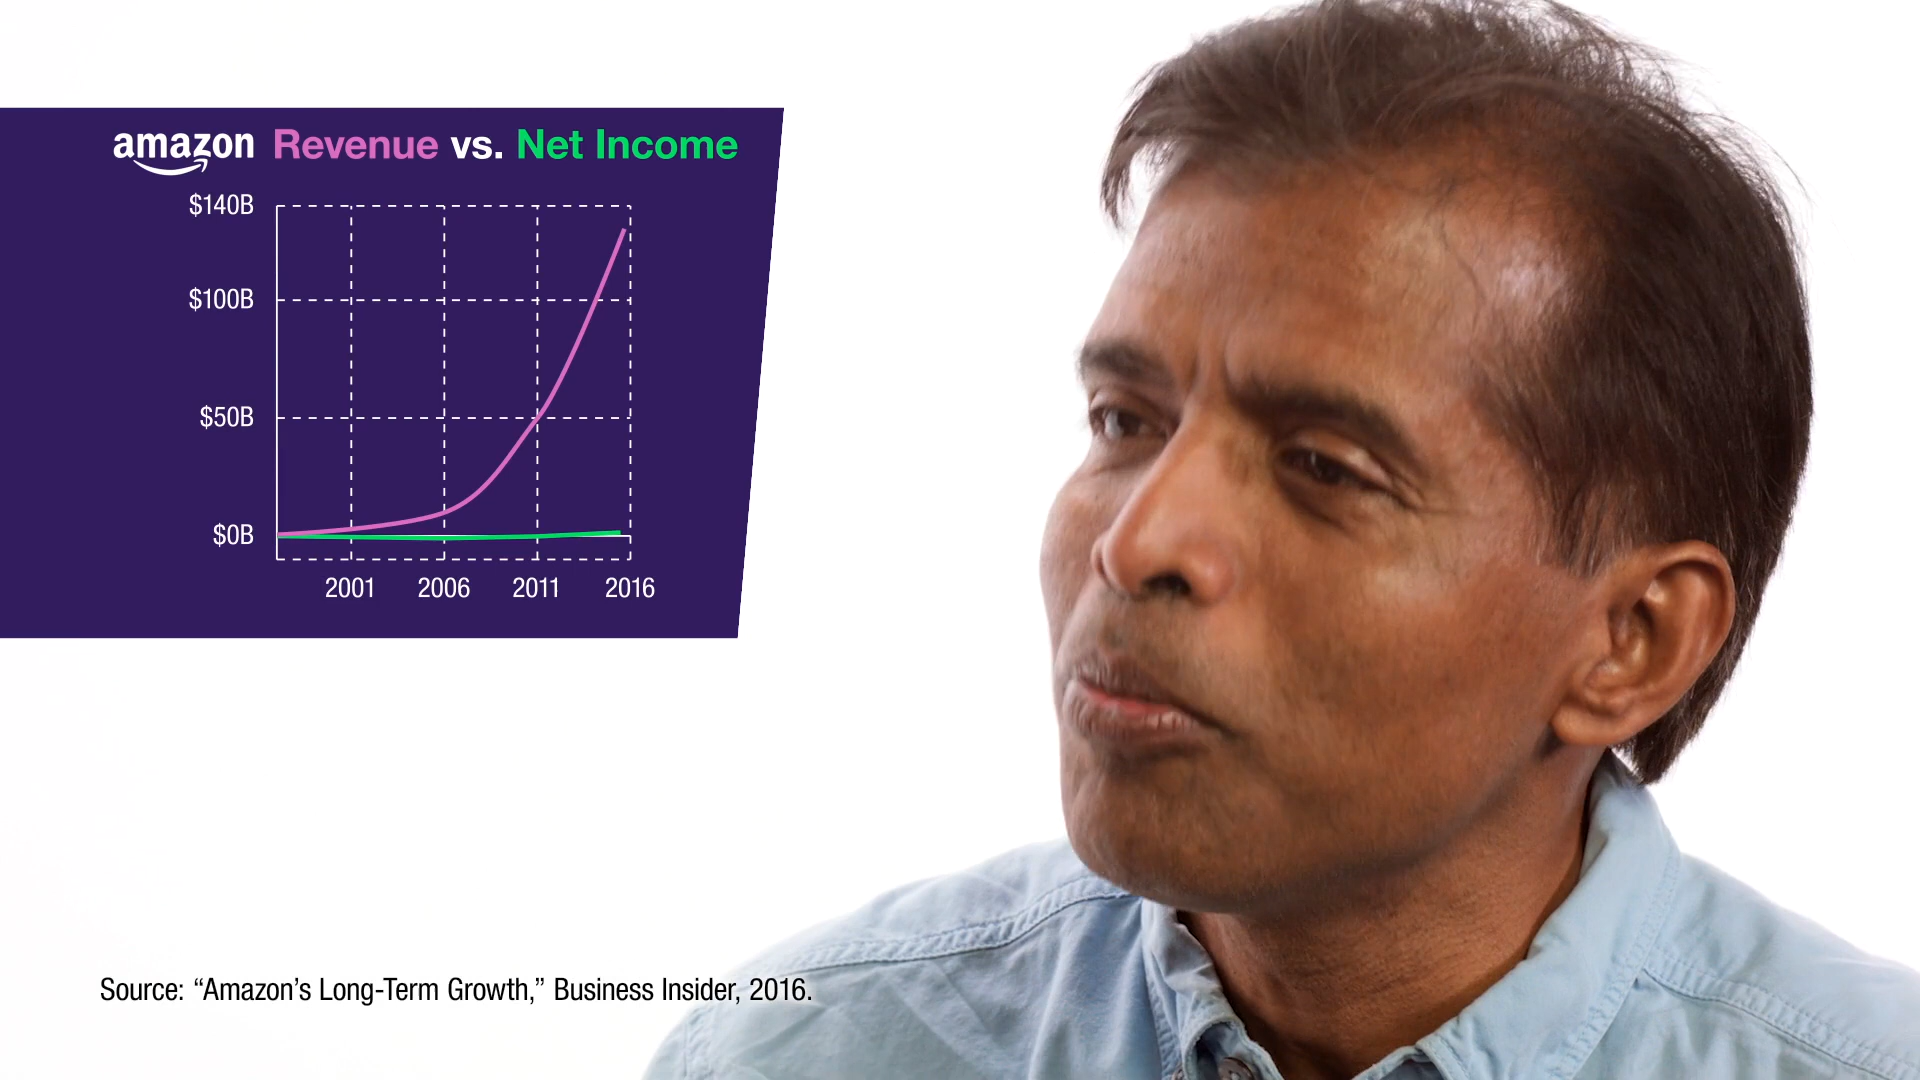 amazon Revenue vs. Net Income
$140B
$100B
$50B
$0B
2001 2006 2011 2016
Source: “Amazon’s Long-Term Growth,” Business Insider, 2016.